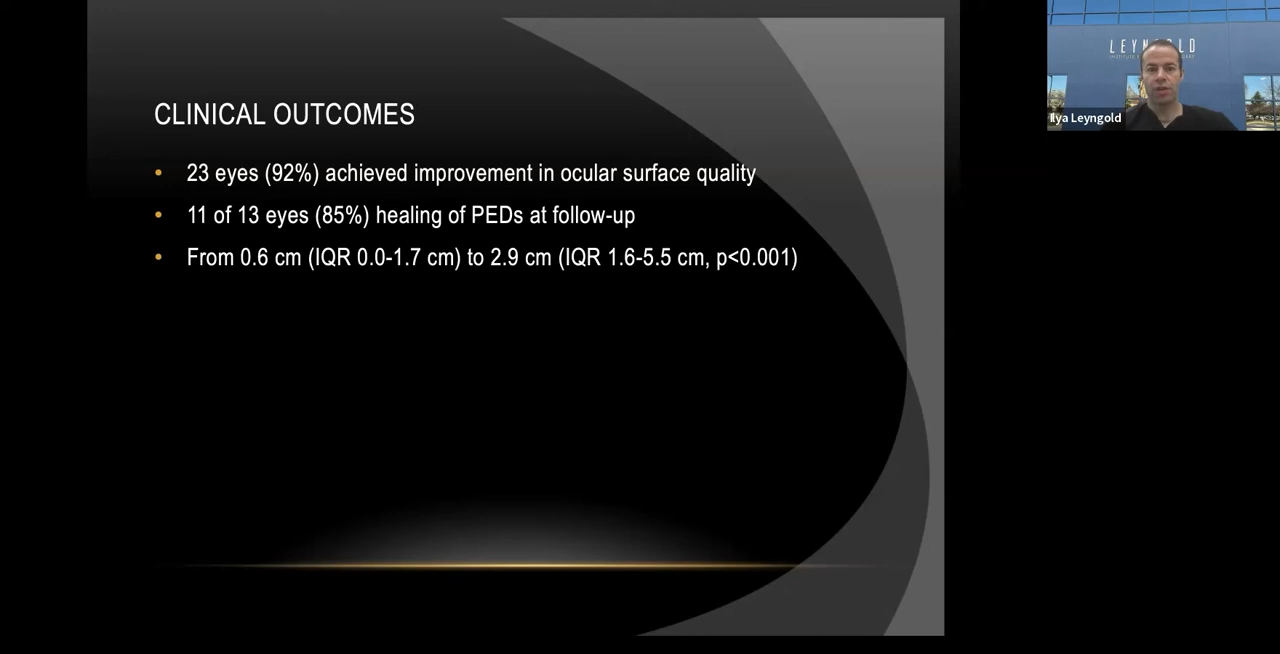 CLINICAL OUTCOMES
• 23 eyes (92%) achieved improvement in ocular surface quality
• 11 of 13 eyes (85%) healing of PEDs at follow-up
• From 0.6 cm (IQR 0.0-1.7 cm) to 2.9 cm (IQR 1.6-5.5 cm, p<0.001)
Ilya Leyngold